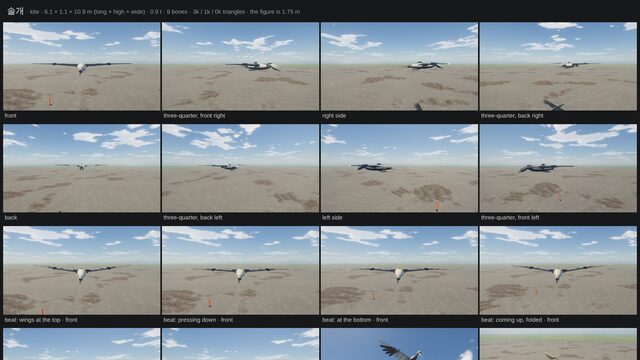 솔개 kite · 6.1 × 1.1 × 10.9 m (long × high × wide) · 0.9 t · 9 bones · 3k / 1k / 0k triangles · the figure is 1.75 m
front
three-quarter, front right
right side
three-quarter, back right
back
three-quarter, back left
left side
three-quarter, front left
beat: wings at the top · front
beat: pressing down · front
beat: at the bottom · front
beat: coming up, folded · front